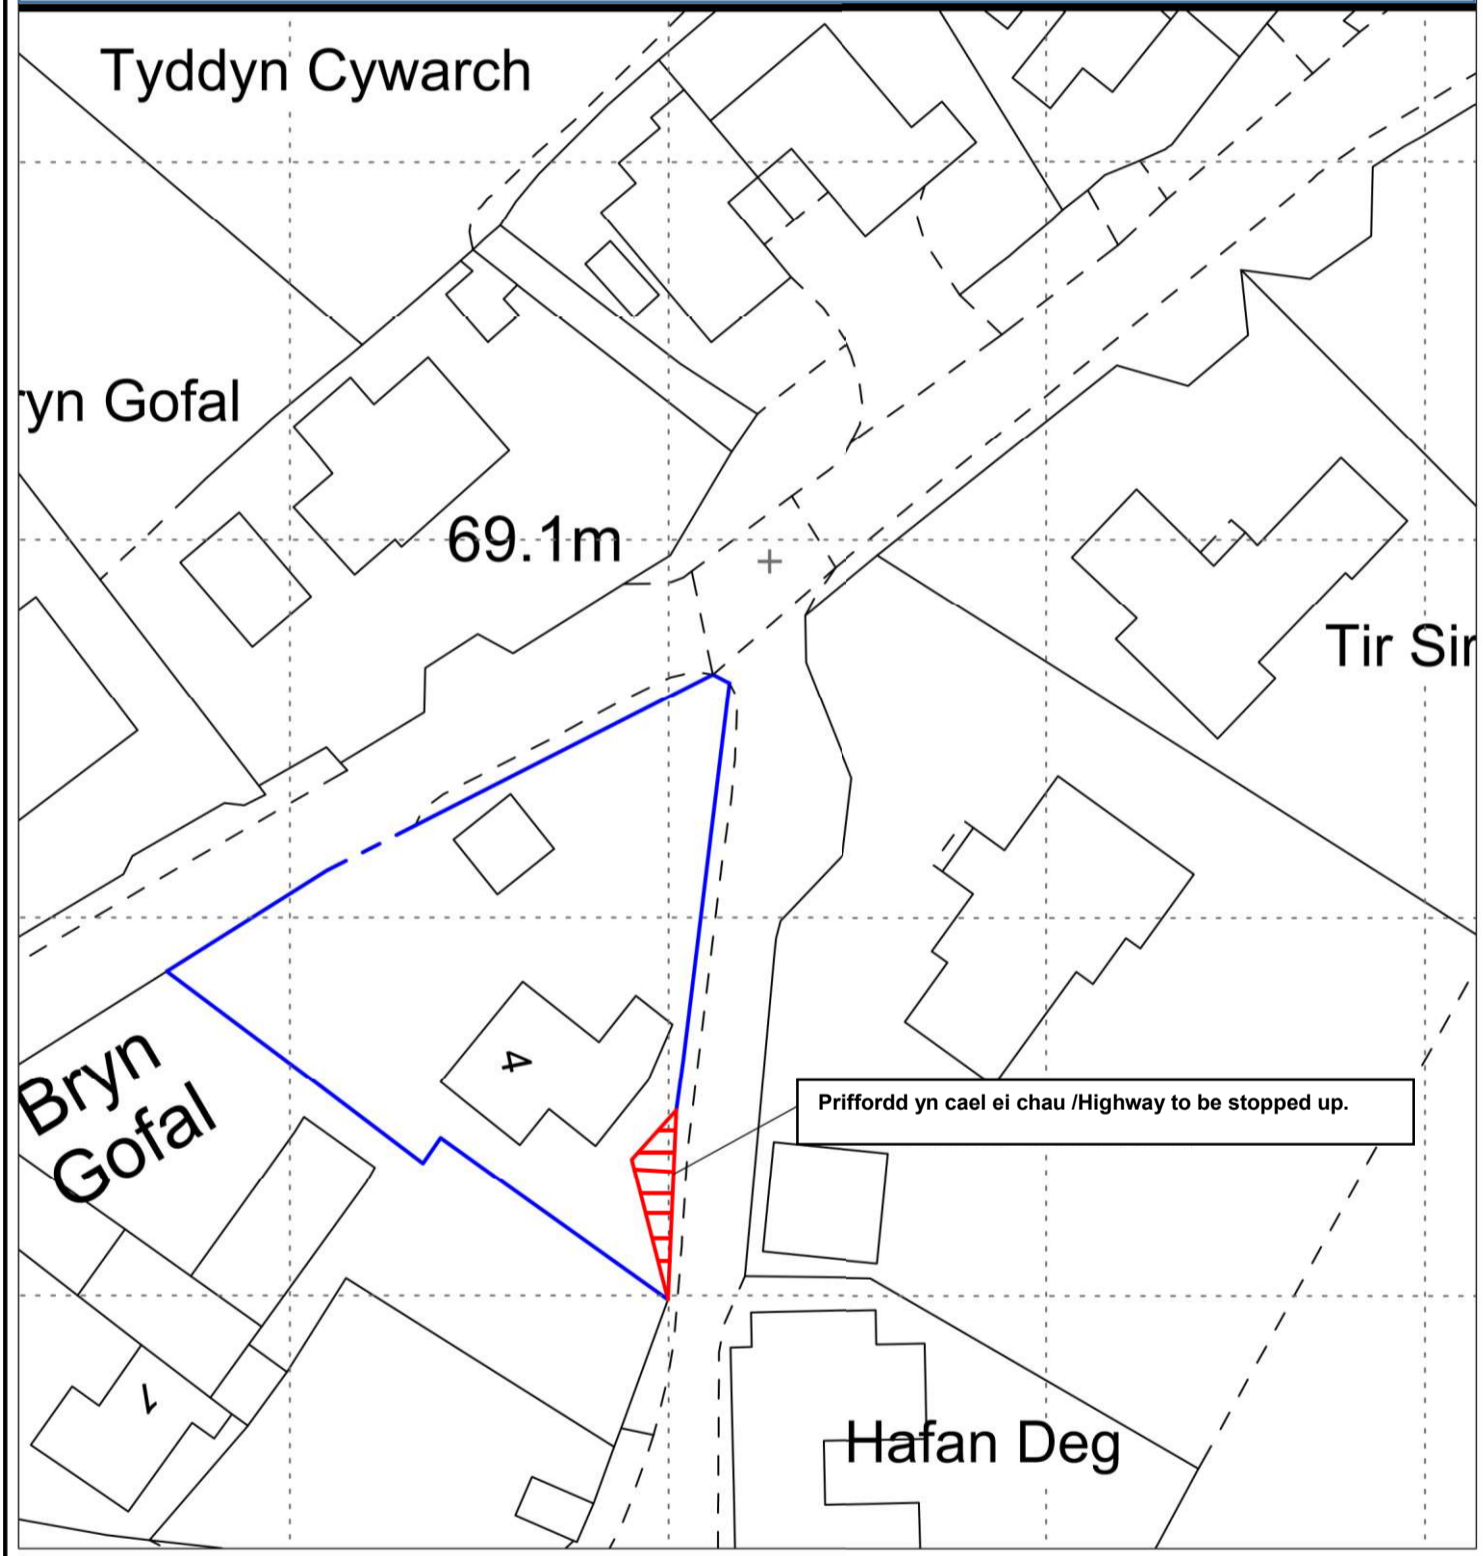 Tyddyn Cywarch
ryn Gofal
69.1m
Tir Sir
4
Bryn
Gofal
Priffordd yn cael ei chau /Highway to be stopped up.
1
Hafan Deg